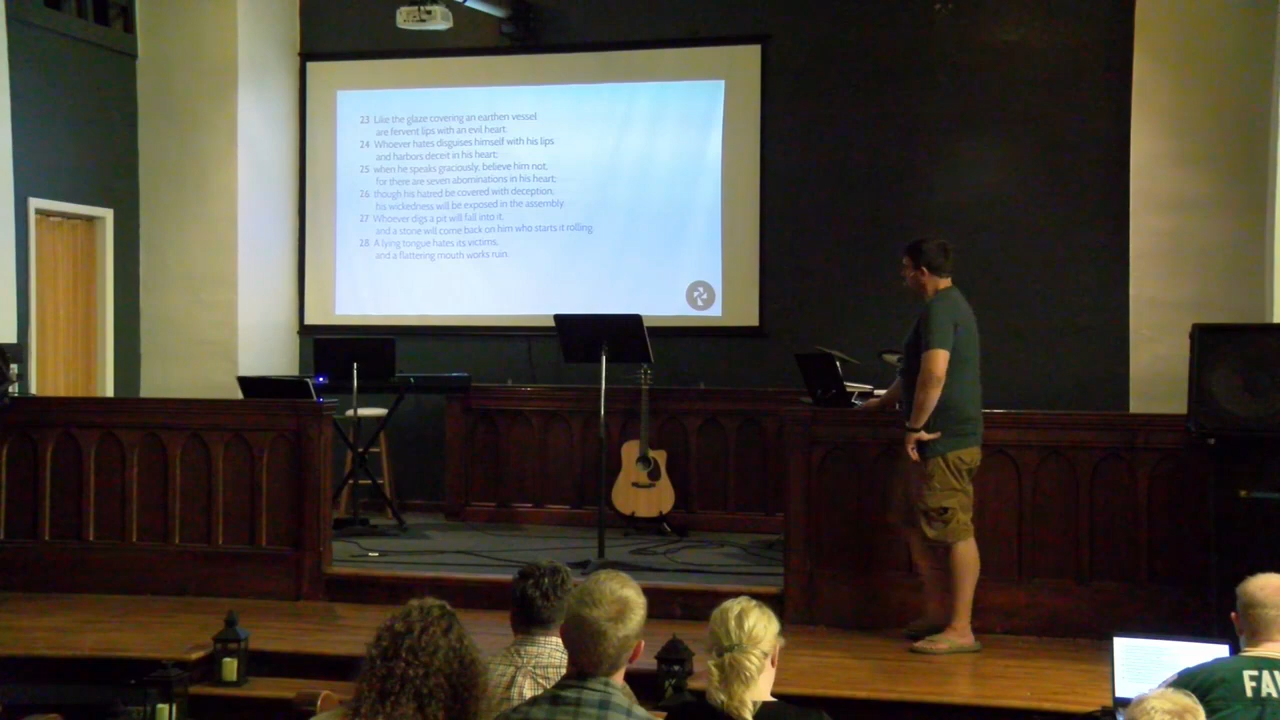 23 Like the glaze covering an earthen vessel
are fervent lips with an evil heart.
24 Whoever hates disguises himself with his lips
and harbors deceit in his heart;
25 when he speaks graciously, believe him not,
for there are seven abominations in his heart;
26 though his hatred be covered with deception,
his wickedness will be exposed in the assembly.
27 Whoever digs a pit will fall into it,
and a stone will come back on him who starts it rolling.
28 A lying tongue hates its victims,
and a flattering mouth works ruin.